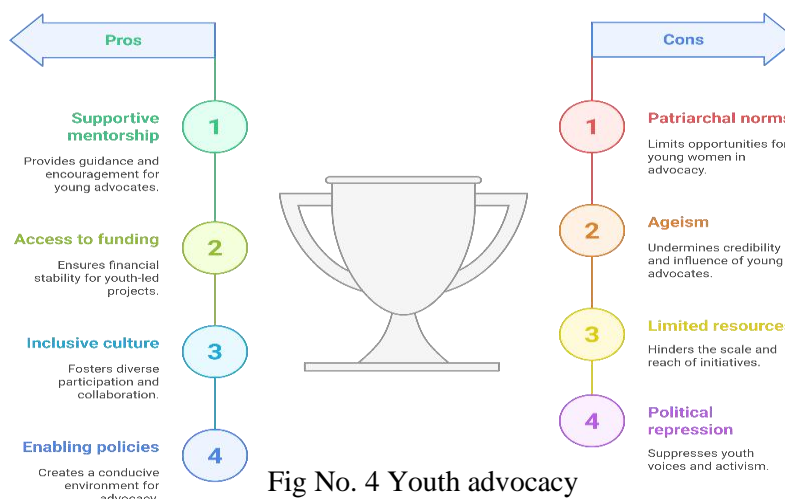 Pros
1
Supportive
mentorship
Provides guidance and
encouragement for
young advocates.
2
Access to funding
Ensures financial
stability for youth-led
projects.
3
Inclusive culture
Fosters diverse
participation and
collaboration.
4
Enabling policies
Creates a conducive
environment for
advocacy.
Cons
1
Patriarchal norms
Limits opportunities for
young women in
advocacy.
2
Ageism
Undermines credibility
and influence of young
advocates.
3
Limited resources
Hinders the scale and
reach of initiatives.
4
Political
repression
Suppresses youth
voices and activism.
Fig No. 4 Youth advocacy